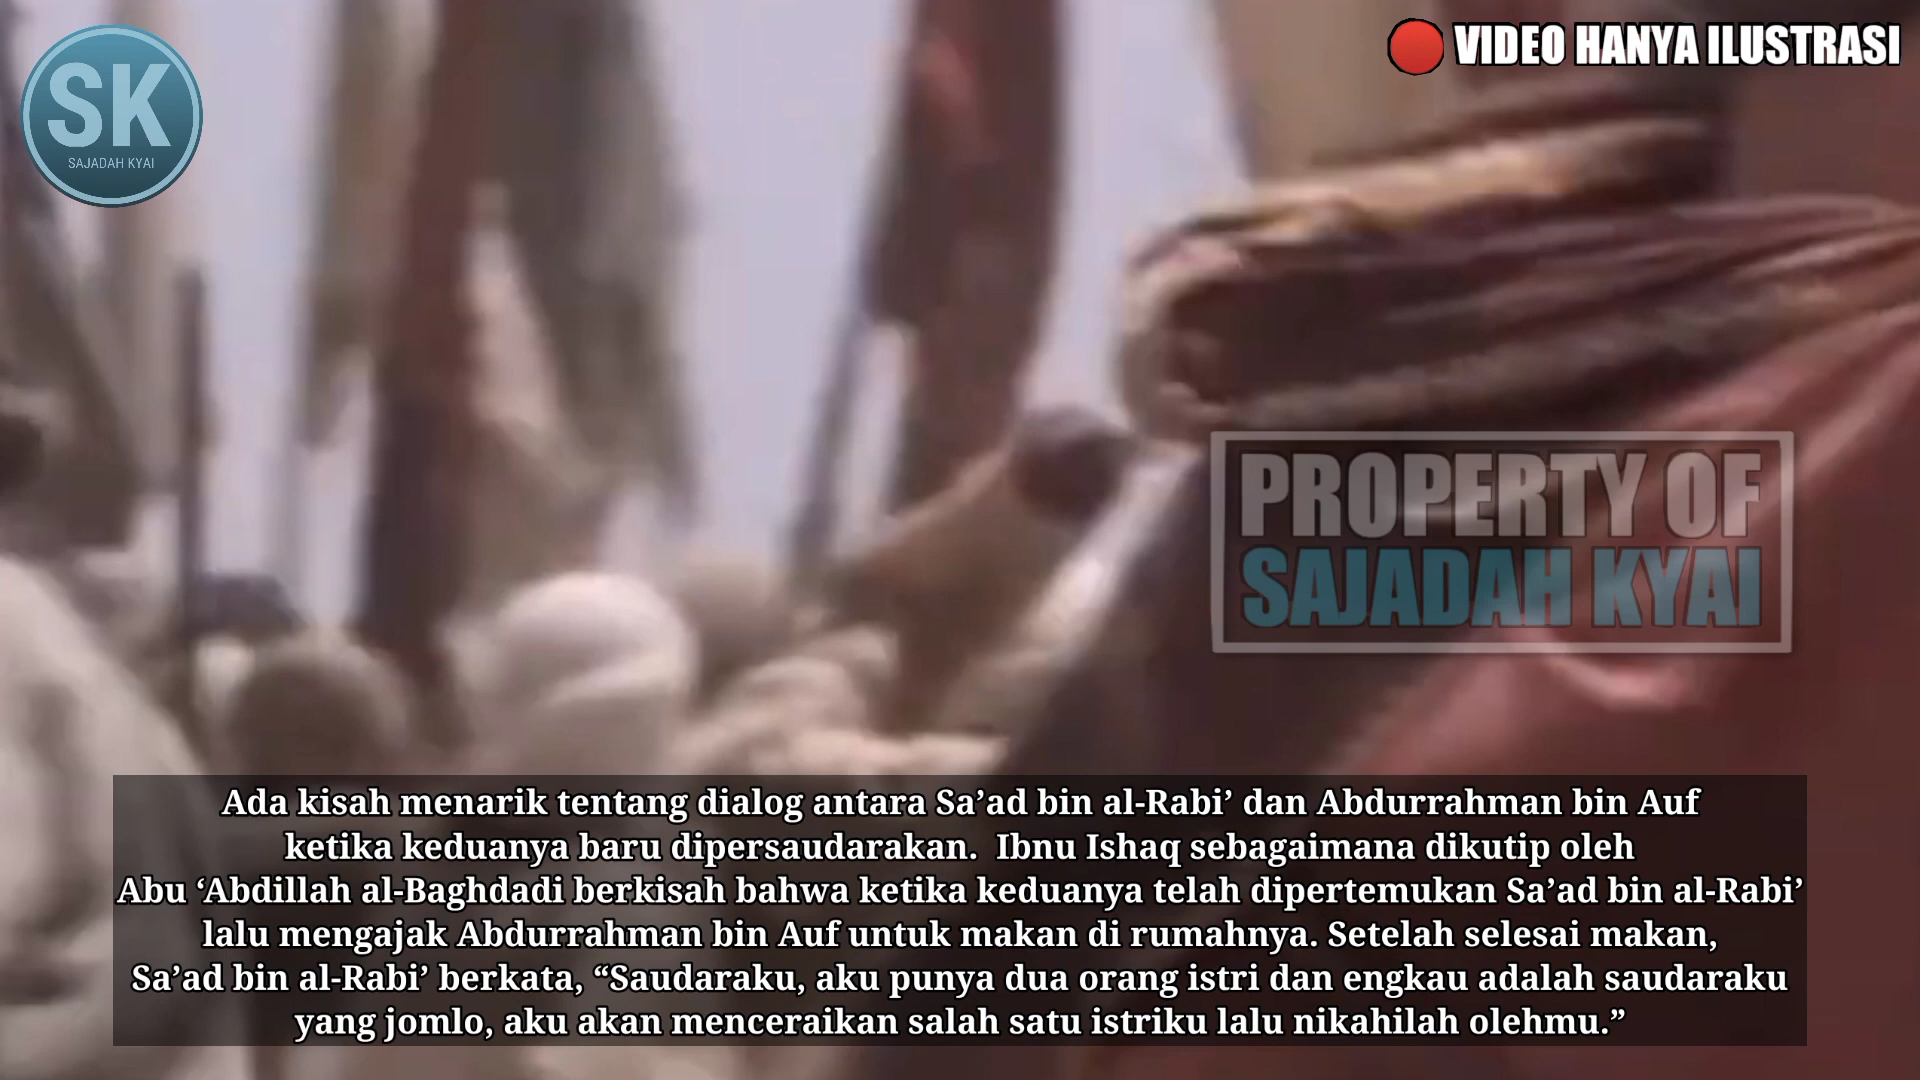 SK
SAJADAH KYAI
VIDEO HANYA ILUSTRASI
PROPERTY OF
SAJADAH KYAI
Ada kisah menarik tentang dialog antara Sa’ad bin al-Rabi’ dan Abdurrahman bin Auf
ketika keduanya baru dipersaudarakan.  Ibnu Ishaq sebagaimana dikutip oleh
Abu ‘Abdillah al-Baghdadi berkisah bahwa ketika keduanya telah dipertemukan Sa’ad bin al-Rabi’
lalu mengajak Abdurrahman bin Auf untuk makan di rumahnya. Setelah selesai makan,
Sa’ad bin al-Rabi’ berkata, “Saudaraku, aku punya dua orang istri dan engkau adalah saudaraku
yang jomlo, aku akan menceraikan salah satu istriku lalu nikahilah olehmu.”